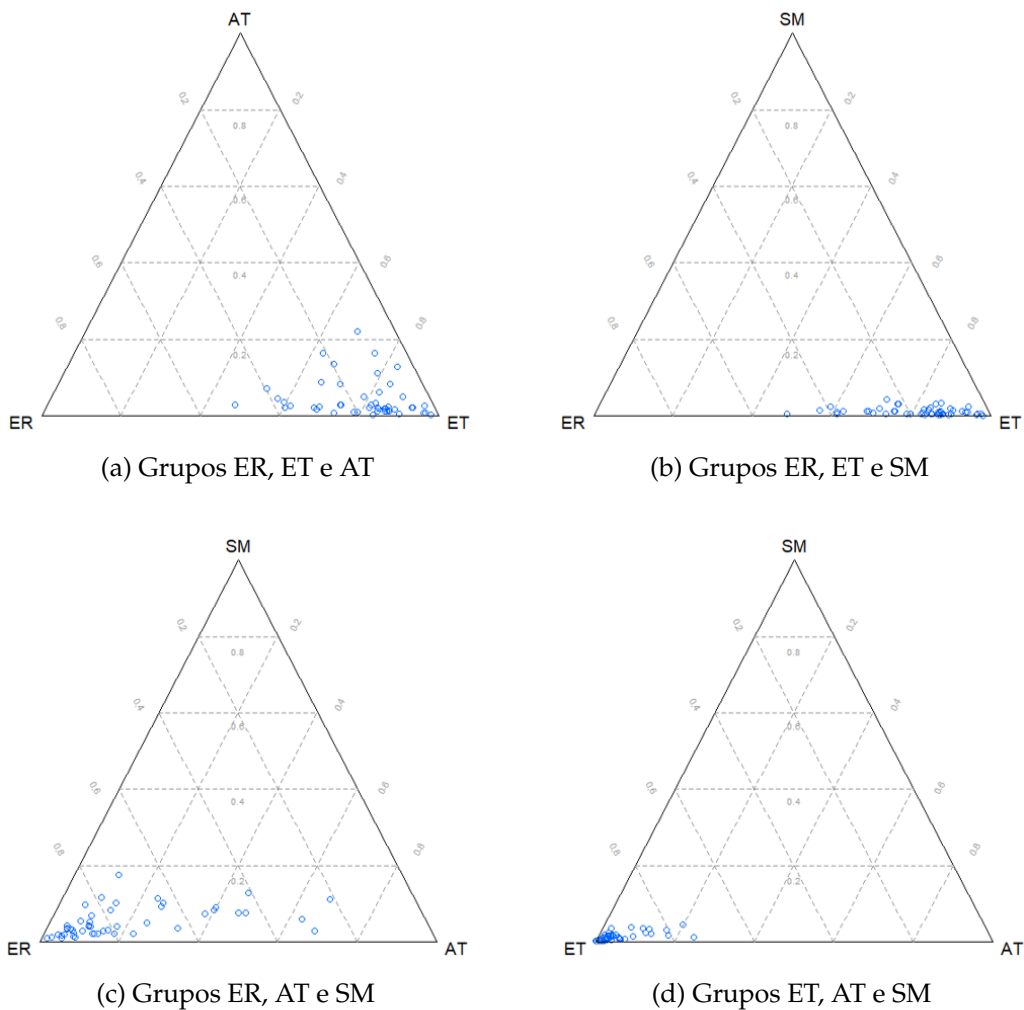 AT SM
0.2 0.2 0.2 0.2
0.8 0.8
0.4 0.4 0.4 0.4
0.6 0.6
0.6 0.6 0.6 0.6
0.4 0.4
0.8 0.8 0.8 0.8
0.2 0.2
ER ET ER ET
(a) Grupos ER, ET e AT
(b) Grupos ER, ET e SM
SM SM
0.2 0.2 0.2 0.2
0.8 0.8
0.4 0.4 0.4 0.4
0.6 0.6
0.6 0.6 0.6 0.6
0.4 0.4
0.8 0.8 0.8 0.8
0.2 0.2
ER AT ET AT
(c) Grupos ER, AT e SM
(d) Grupos ET, AT e SM